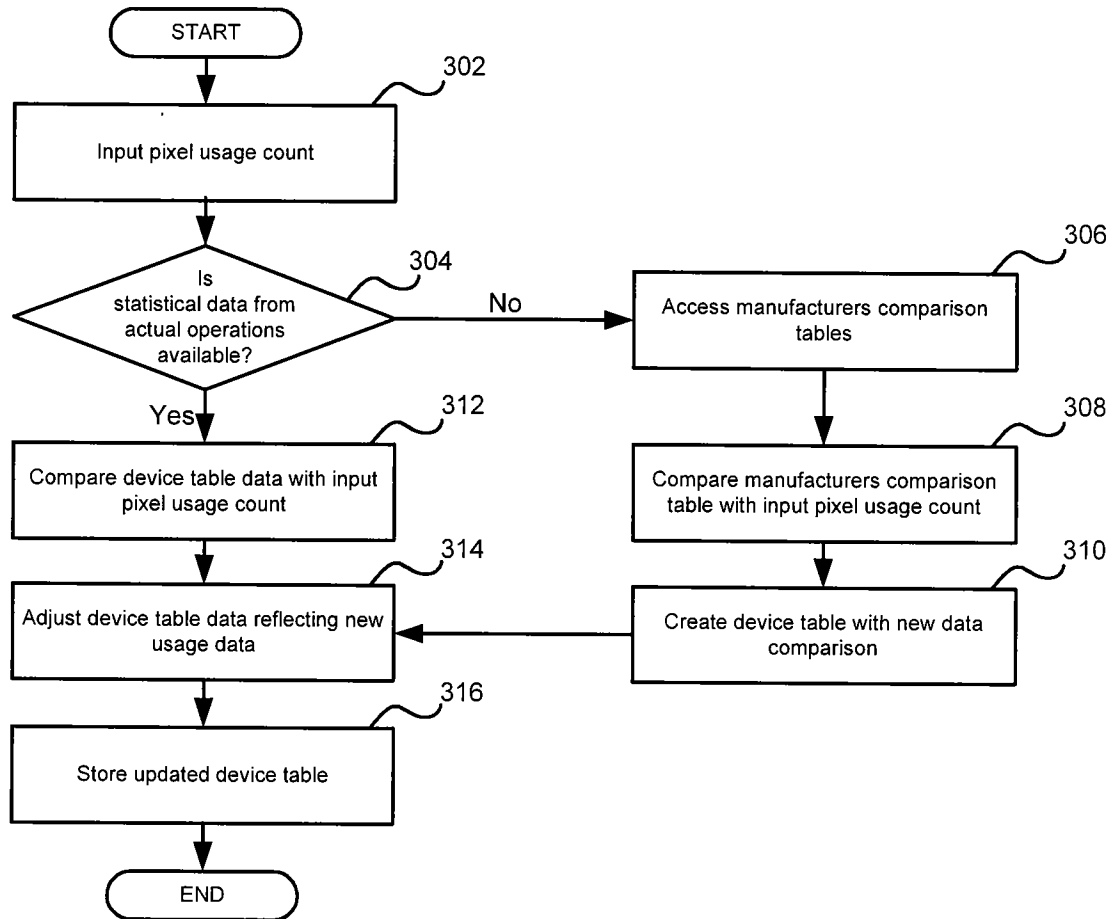 START
302
Input pixel usage count
304
Is
statistical data from
actual operations
available?
No
306
Access manufacturers comparison
tables
Yes
312
Compare device table data with input
pixel usage count
308
Compare manufacturers comparison
table with input pixel usage count
314
Adjust device table data reflecting new
usage data
310
Create device table with new data
comparison
316
Store updated device table
END